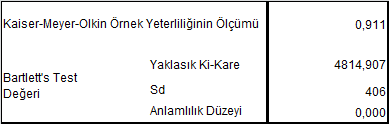 Kaiser-Meyer-Olkin Örnek Yeterliliğinin Ölçümü 0,911
Yaklasık Ki-Kare 4814,907
Bartlett's Test
Değeri
Sd 406
Anlamlılık Düzeyi 0,000